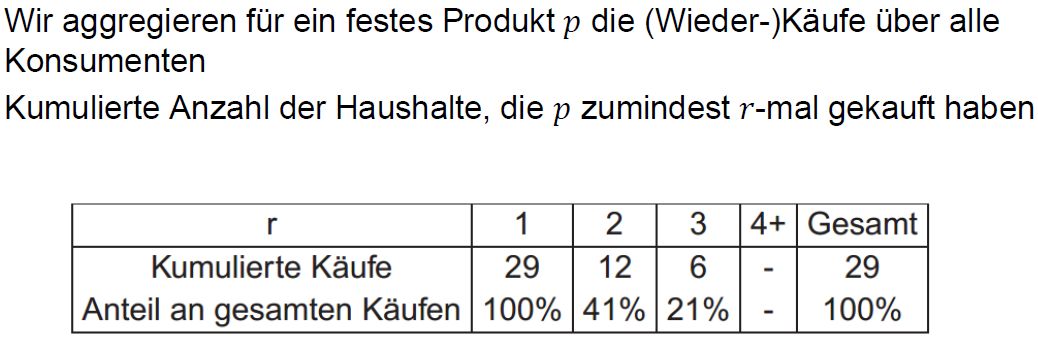 Wir aggregieren für ein festes Produkt p die (Wieder-)Käufe über alle
Konsumenten
Kumulierte Anzahl der Haushalte, die p zumindest r-mal gekauft haben
r 1 2 3 4+ Gesamt
Kumulierte Käufe 29 12 6 - 29
Anteil an gesamten Käufen 100% 41% 21% - 100%